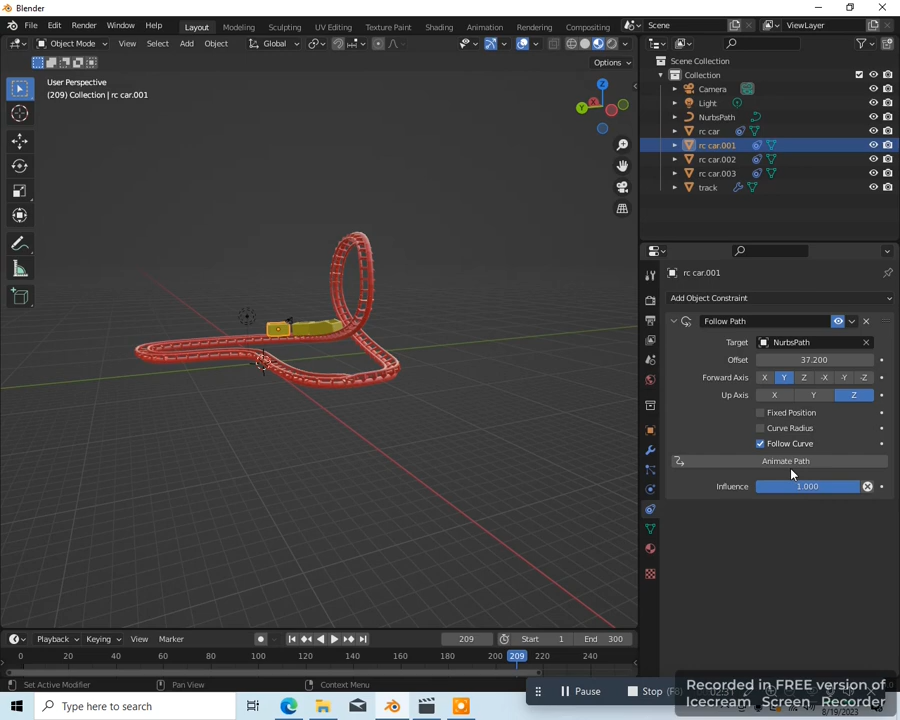 Blender
File Edit Render Window Help Layout Modeling Sculpting UV Editing Texture Paint Shading Animation Rendering Compositing Scene ViewLayer
Object Mode View Select Add Object Global
Options
User Perspective
(209) Collection | rc car.001
Z
Y
X
Scene Collection
Collection
Camera
Light
NurbsPath
rc car
rc car.001
rc car.002
rc car.003
track
rc car.001
Add Object Constraint
Follow Path
Target NurbsPath
Offset 37.200
Forward Axis X Y Z -X -Y -Z
Up Axis X Y Z
Fixed Position
Curve Radius
Follow Curve
Animate Path
Influence 1.000
Playback Keying View Marker 209 Start 1 End 300
0 20 40 60 80 100 120 140 160 180 200 209 220 240
Set Active Modifier Pan View Context Menu
Pause Stop (F8)
Recorded in FREE version of
Icecream Screen Recorder
Type here to search